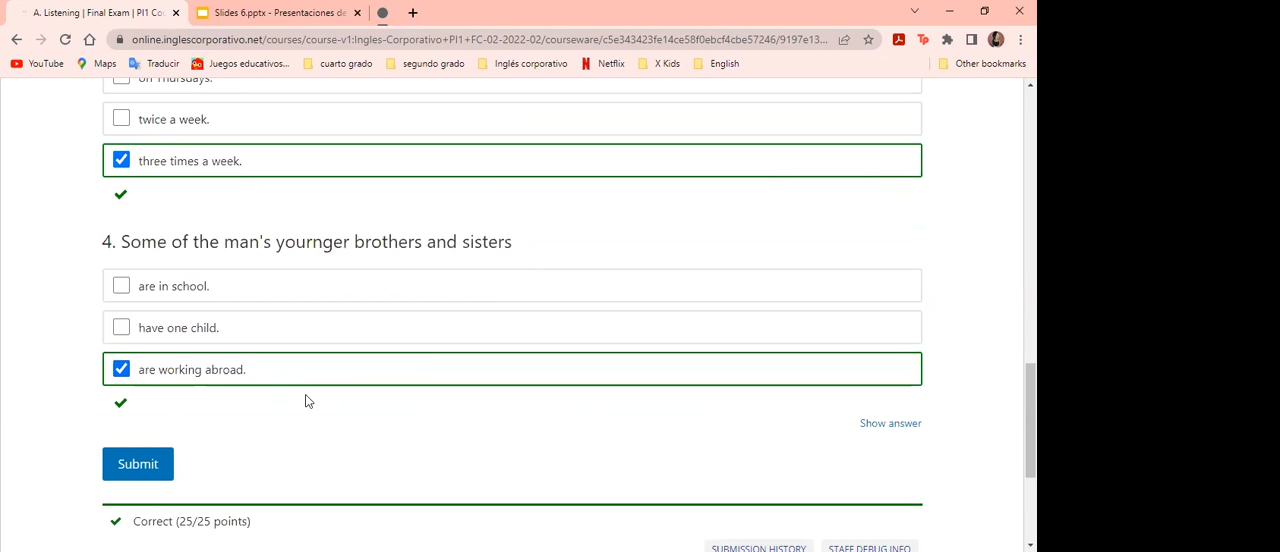 A. Listening | Final Exam | PI1 Co
Slides 6.pptx - Presentaciones de
online.inglescorporativo.net/courses/course-v1:Ingles-Corporativo+PI1+FC-02-2022-02/courseware/c5e343423fe14ce58f0ebcf4cbe57246/9197e13...
YouTube Maps Traducir Juegos educativos... cuarto grado segundo grado Inglés corporativo Netflix X Kids English Other bookmarks
on Thursdays.
twice a week.
three times a week.
4. Some of the man's yournger brothers and sisters
are in school.
have one child.
are working abroad.
Show answer
Submit
Correct (25/25 points)
SUBMISSION HISTORY STAFF DEBUG INFO